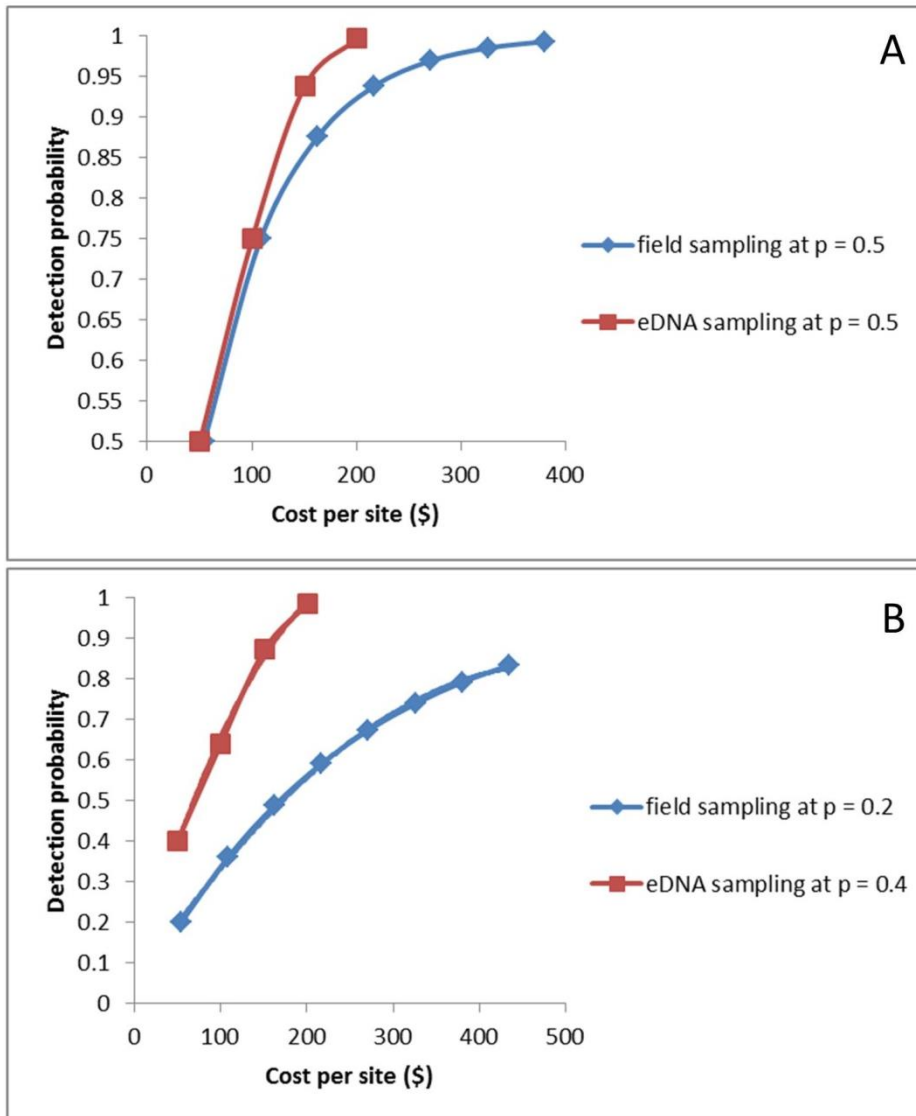 A
Detection probability
1
0.95
0.9
0.85
0.8
0.75
0.7
0.65
0.6
0.55
0.5
0 100 200 300 400
Cost per site ($)
field sampling at p = 0.5
eDNA sampling at p = 0.5
B
Detection probability
1
0.9
0.8
0.7
0.6
0.5
0.4
0.3
0.2
0.1
0
0 100 200 300 400 500
Cost per site ($)
field sampling at p = 0.2
eDNA sampling at p = 0.4